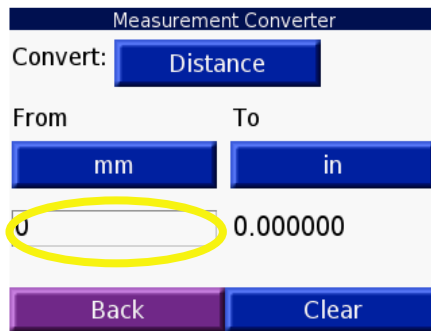 Measurement Converter
Convert: Distance
From To
mm in
0 0.000000
Back Clear